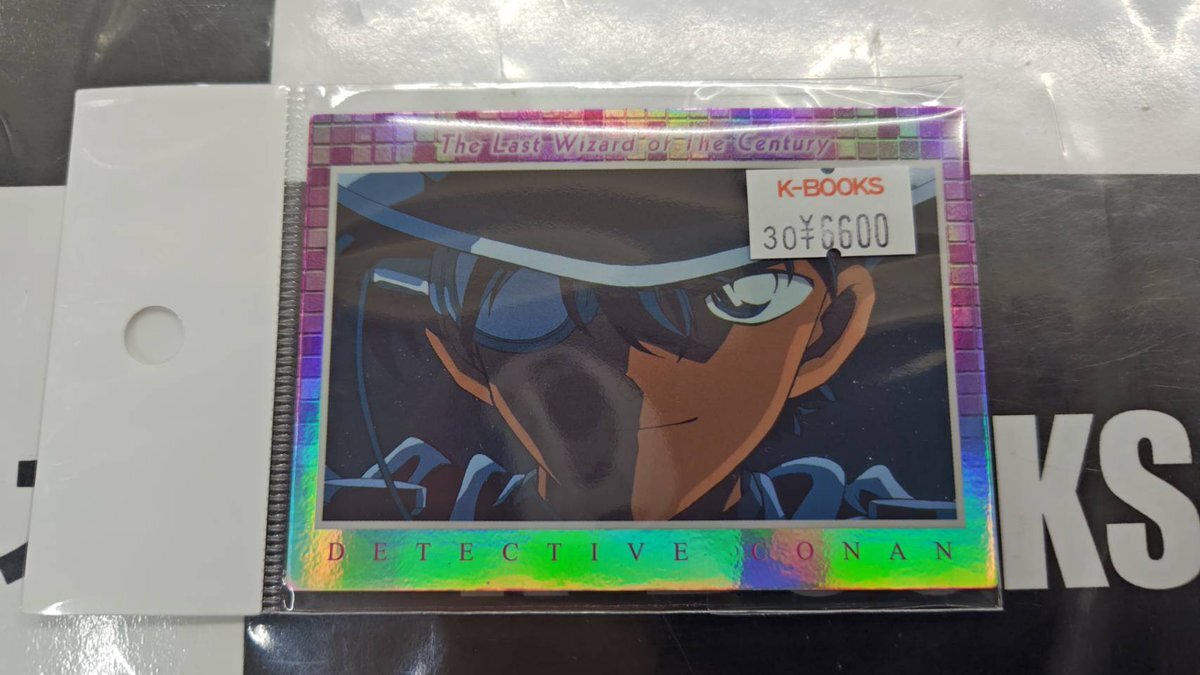 The Last Wizard of The Century
K-BOOKS
30 ¥6600
DETECTIVE CONAN
KS